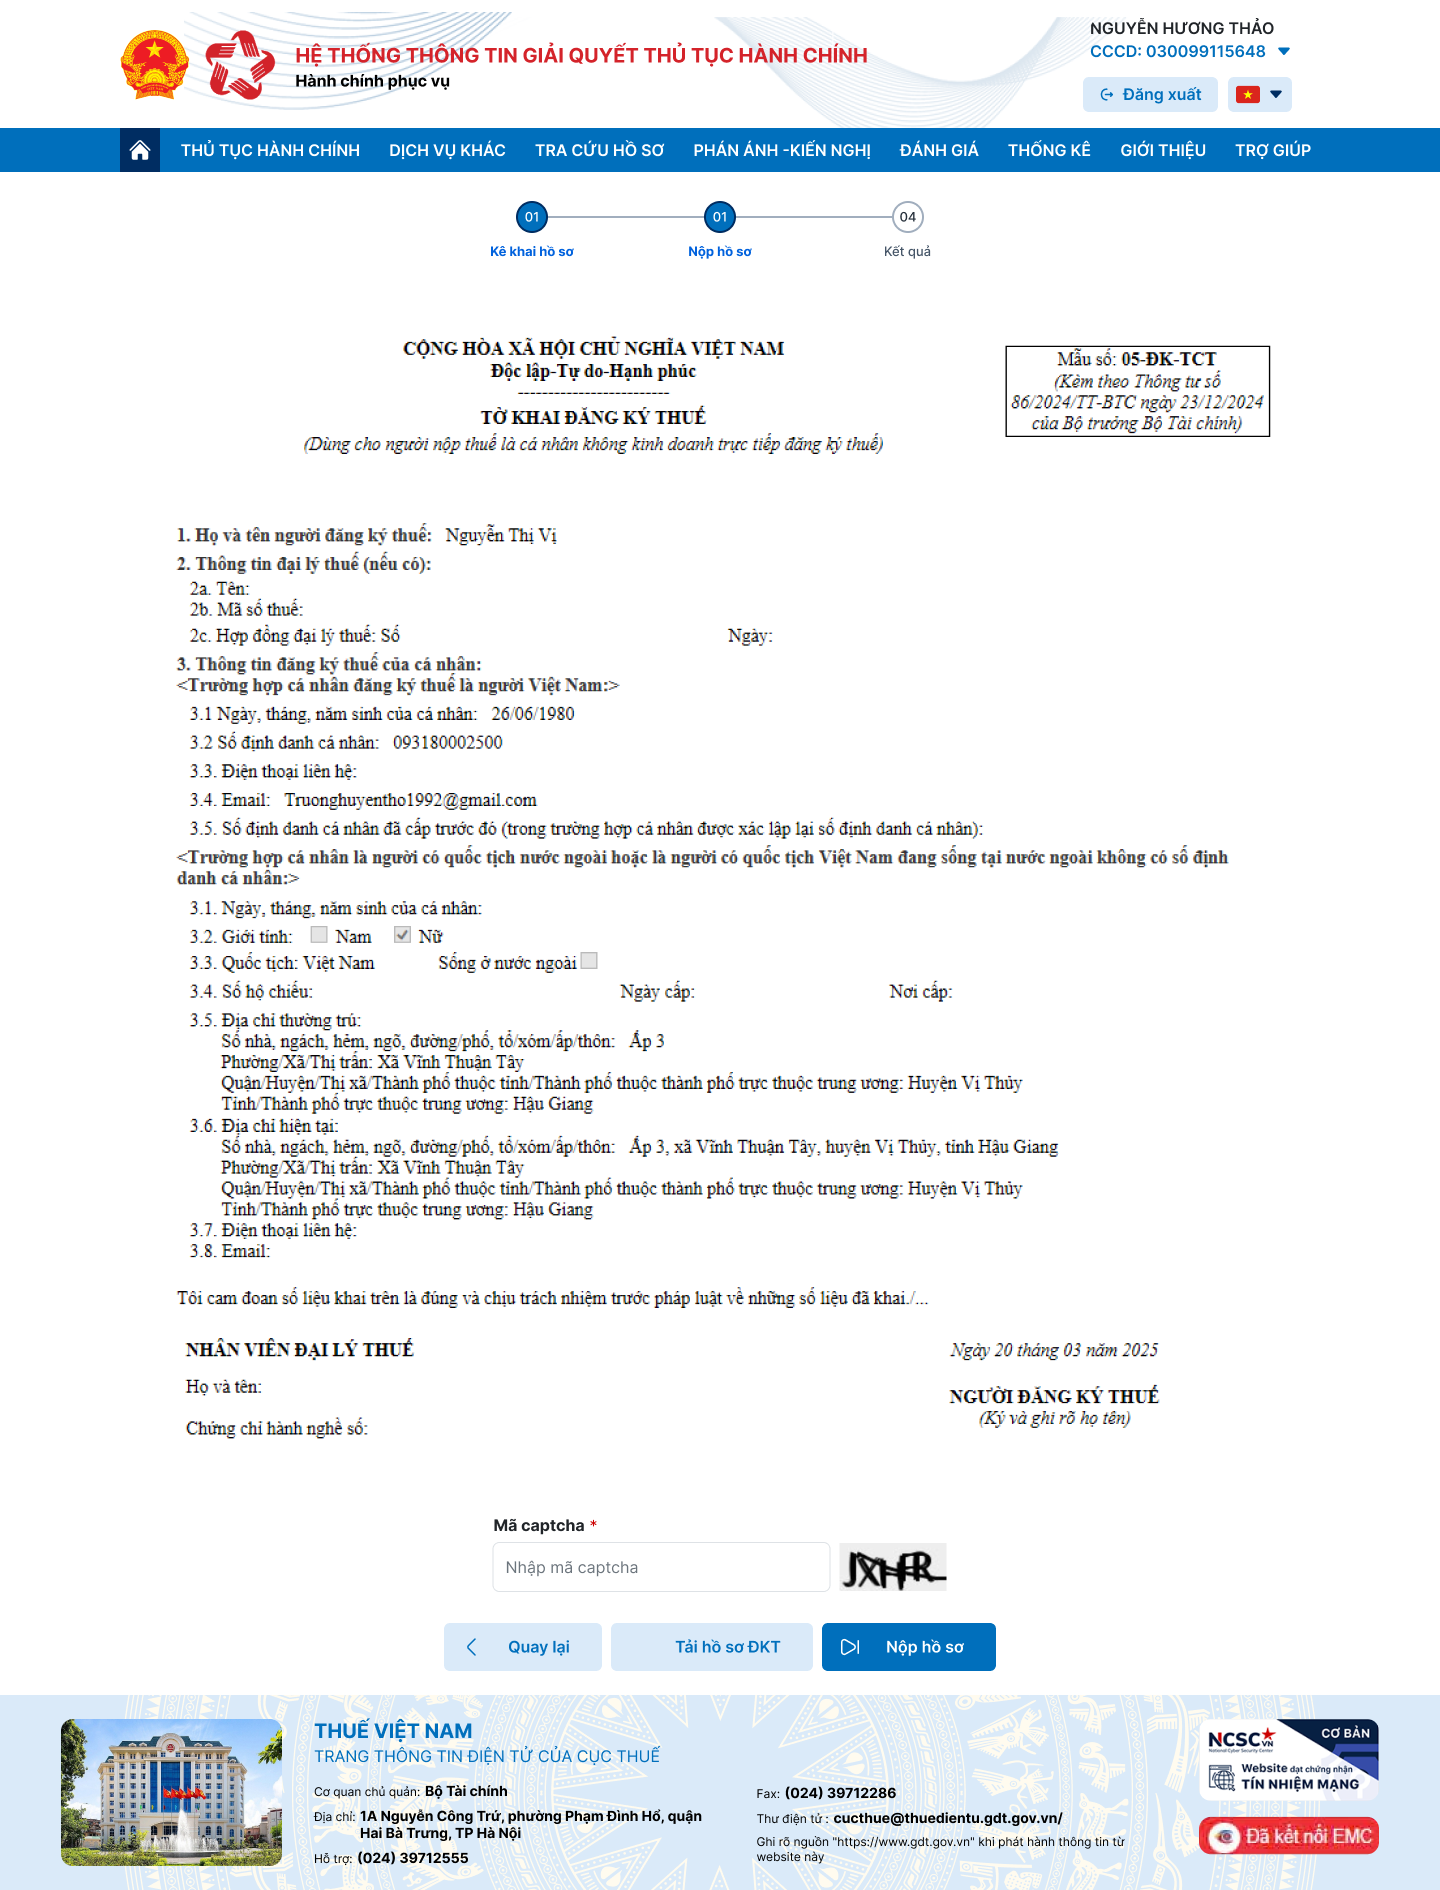 HỆ THỐNG THÔNG TIN GIẢI QUYẾT THỦ TỤC HÀNH CHÍNH
Hành chính phục vụ
NGUYỄN HƯƠNG THẢO
CCCD: 030099115648
Đăng xuất
THỦ TỤC HÀNH CHÍNH DỊCH VỤ KHÁC TRA CỨU HỒ SƠ PHÁN ÁNH -KIẾN NGHỊ ĐÁNH GIÁ THỐNG KÊ GIỚI THIỆU TRỢ GIÚP
01 01 04
Kê khai hồ sơ Nộp hồ sơ Kết quả
CỘNG HÒA XÃ HỘI CHỦ NGHĨA VIỆT NAM
Độc lập-Tự do-Hạnh phúc
--------------------------
TỜ KHAI ĐĂNG KÝ THUẾ
(Dùng cho người nộp thuế là cá nhân không kinh doanh trực tiếp đăng ký thuế)
Mẫu số: 05-ĐK-TCT
(Kèm theo Thông tư số
86/2024/TT-BTC ngày 23/12/2024
của Bộ trưởng Bộ Tài chính)
1. Họ và tên người đăng ký thuế: Nguyễn Thị Vị
2. Thông tin đại lý thuế (nếu có):
2a. Tên:
2b. Mã số thuế:
2c. Hợp đồng đại lý thuế: Số Ngày:
3. Thông tin đăng ký thuế của cá nhân:
<Trường hợp cá nhân đăng ký thuế là người Việt Nam:>
3.1 Ngày, tháng, năm sinh của cá nhân: 26/06/1980
3.2 Số định danh cá nhân: 093180002500
3.3. Điện thoại liên hệ:
3.4. Email: Truonghuyentho1992@gmail.com
3.5. Số định danh cá nhân đã cấp trước đó (trong trường hợp cá nhân được xác lập lại số định danh cá nhân):
<Trường hợp cá nhân là người có quốc tịch nước ngoài hoặc là người có quốc tịch Việt Nam đang sống tại nước ngoài không có số định
danh cá nhân:>
3.1. Ngày, tháng, năm sinh của cá nhân:
3.2. Giới tính: Nam Nữ
3.3. Quốc tịch: Việt Nam Sống ở nước ngoài
3.4. Số hộ chiếu: Ngày cấp: Nơi cấp:
3.5. Địa chỉ thường trú:
Số nhà, ngách, hẻm, ngõ, đường/phố, tổ/xóm/ấp/thôn: Ấp 3
Phường/Xã/Thị trấn: Xã Vĩnh Thuận Tây
Quận/Huyện/Thị xã/Thành phố thuộc tỉnh/Thành phố thuộc thành phố trực thuộc trung ương: Huyện Vị Thủy
Tỉnh/Thành phố trực thuộc trung ương: Hậu Giang
3.6. Địa chỉ hiện tại:
Số nhà, ngách, hẻm, ngõ, đường/phố, tổ/xóm/ấp/thôn: Ấp 3, xã Vĩnh Thuận Tây, huyện Vị Thủy, tỉnh Hậu Giang
Phường/Xã/Thị trấn: Xã Vĩnh Thuận Tây
Quận/Huyện/Thị xã/Thành phố thuộc tỉnh/Thành phố thuộc thành phố trực thuộc trung ương: Huyện Vị Thủy
Tỉnh/Thành phố trực thuộc trung ương: Hậu Giang
3.7. Điện thoại liên hệ:
3.8. Email:
Tôi cam đoan số liệu khai trên là đúng và chịu trách nhiệm trước pháp luật về những số liệu đã khai./...
NHÂN VIÊN ĐẠI LÝ THUẾ
Họ và tên:
Chứng chỉ hành nghề số:
Ngày 20 tháng 03 năm 2025
NGƯỜI ĐĂNG KÝ THUẾ
(Ký và ghi rõ họ tên)
Mã captcha *
Nhập mã captcha
JXHFR
Quay lại Tải hồ sơ ĐKT Nộp hồ sơ
THUẾ VIỆT NAM
TRANG THÔNG TIN ĐIỆN TỬ CỦA CỤC THUẾ
Cơ quan chủ quản: Bộ Tài chính
Địa chỉ: 1A Nguyễn Công Trứ, phường Phạm Đình Hổ, quận
Hai Bà Trưng, TP Hà Nội
Hỗ trợ: (024) 39712555
Fax: (024) 39712286
Thư điện tử : cucthue@thuedientu.gdt.gov.vn/
Ghi rõ nguồn "https://www.gdt.gov.vn" khi phát hành thông tin từ
website này
NCSC VN
National Cyber Security Center
CƠ BẢN
Website đạt chứng nhận
TÍN NHIỆM MẠNG
Đã kết nối EMC